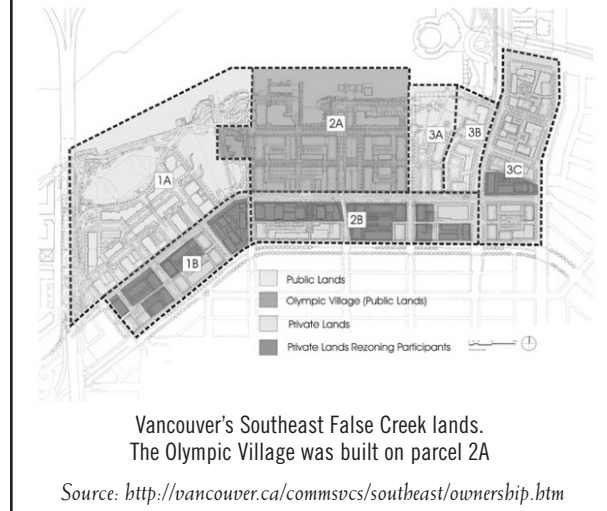 2A
3A
3B
3C
1A
2B
1B
Public Lands
Olympic Village (Public Lands)
Private Lands
Private Lands Rezoning Participants
Vancouver's Southeast False Creek lands.
The Olympic Village was built on parcel 2A
Source: http://vancouver.ca/commsvcs/southeast/ownership.htm